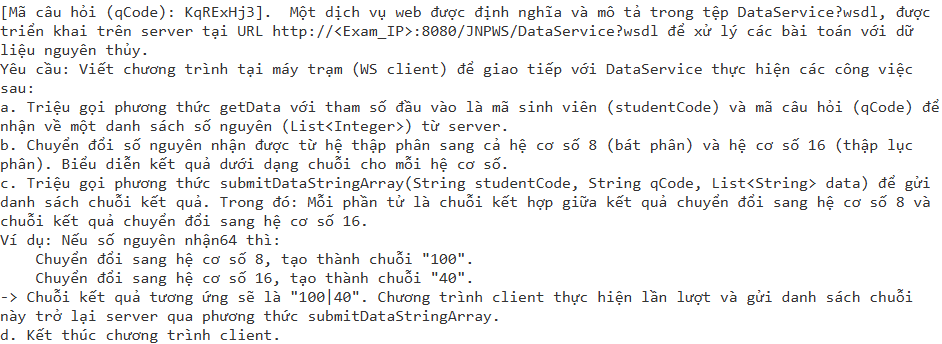 [Mã câu hỏi (qCode): KqRExHj3].  Một dịch vụ web được định nghĩa và mô tả trong tệp DataService?wsdl, được
triển khai trên server tại URL http://<Exam_IP>:8080/JNPWS/DataService?wsdl để xử lý các bài toán với dữ
liệu nguyên thủy.
Yêu cầu: Viết chương trình tại máy trạm (WS client) để giao tiếp với DataService thực hiện các công việc
sau:
a. Triệu gọi phương thức getData với tham số đầu vào là mã sinh viên (studentCode) và mã câu hỏi (qCode) để
nhận về một danh sách số nguyên (List<Integer>) từ server.
b. Chuyển đổi số nguyên nhận được từ hệ thập phân sang cả hệ cơ số 8 (bát phân) và hệ cơ số 16 (thập lục
phân). Biểu diễn kết quả dưới dạng chuỗi cho mỗi hệ cơ số.
c. Triệu gọi phương thức submitDataStringArray(String studentCode, String qCode, List<String> data) để gửi
danh sách chuỗi kết quả. Trong đó: Mỗi phần tử là chuỗi kết hợp giữa kết quả chuyển đổi sang hệ cơ số 8 và
chuỗi kết quả chuyển đổi sang hệ cơ số 16.
Ví dụ: Nếu số nguyên nhận64 thì:
    Chuyển đổi sang hệ cơ số 8, tạo thành chuỗi "100".
    Chuyển đổi sang hệ cơ số 16, tạo thành chuỗi "40".
-> Chuỗi kết quả tương ứng sẽ là "100|40". Chương trình client thực hiện lần lượt và gửi danh sách chuỗi
này trở lại server qua phương thức submitDataStringArray.
d. Kết thúc chương trình client.